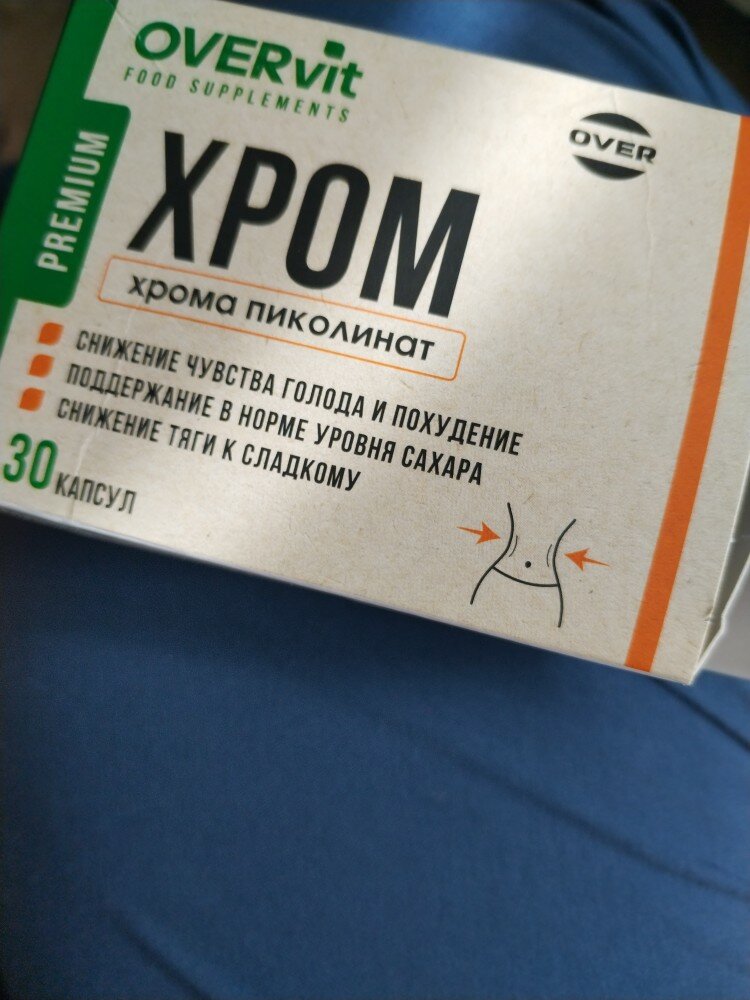 OVERvit
FOOD SUPPLEMENTS
OVER
PREMIUM
ХРОМ
хрома пиколинат
СНИЖЕНИЕ ЧУВСТВА ГОЛОДА И ПОХУДЕНИЕ
ПОДДЕРЖАНИЕ В НОРМЕ УРОВНЯ САХАРА
СНИЖЕНИЕ ТЯГИ К СЛАДКОМУ
30 КАПСУЛ